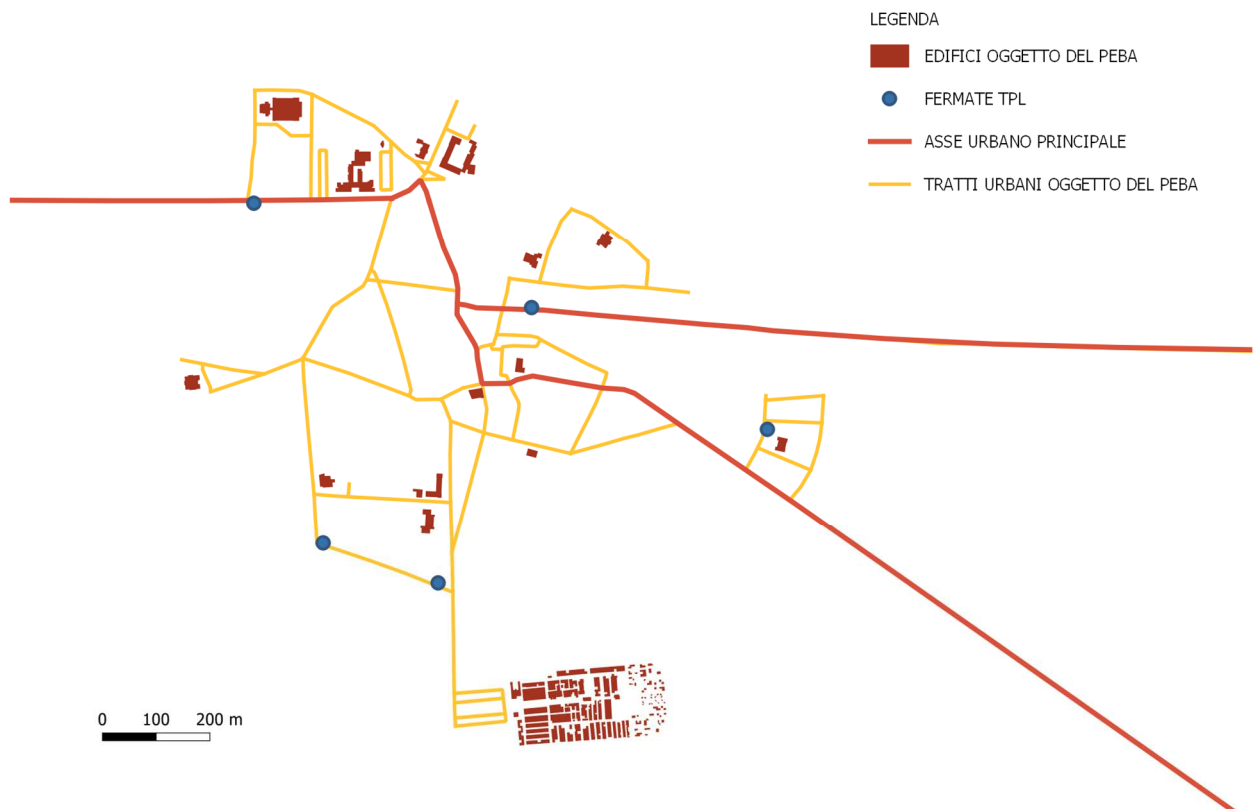 LEGENDA
EDIFICI OGGETTO DEL PEBA
FERMATE TPL
ASSE URBANO PRINCIPALE
TRATTI URBANI OGGETTO DEL PEBA
0 100 200 m